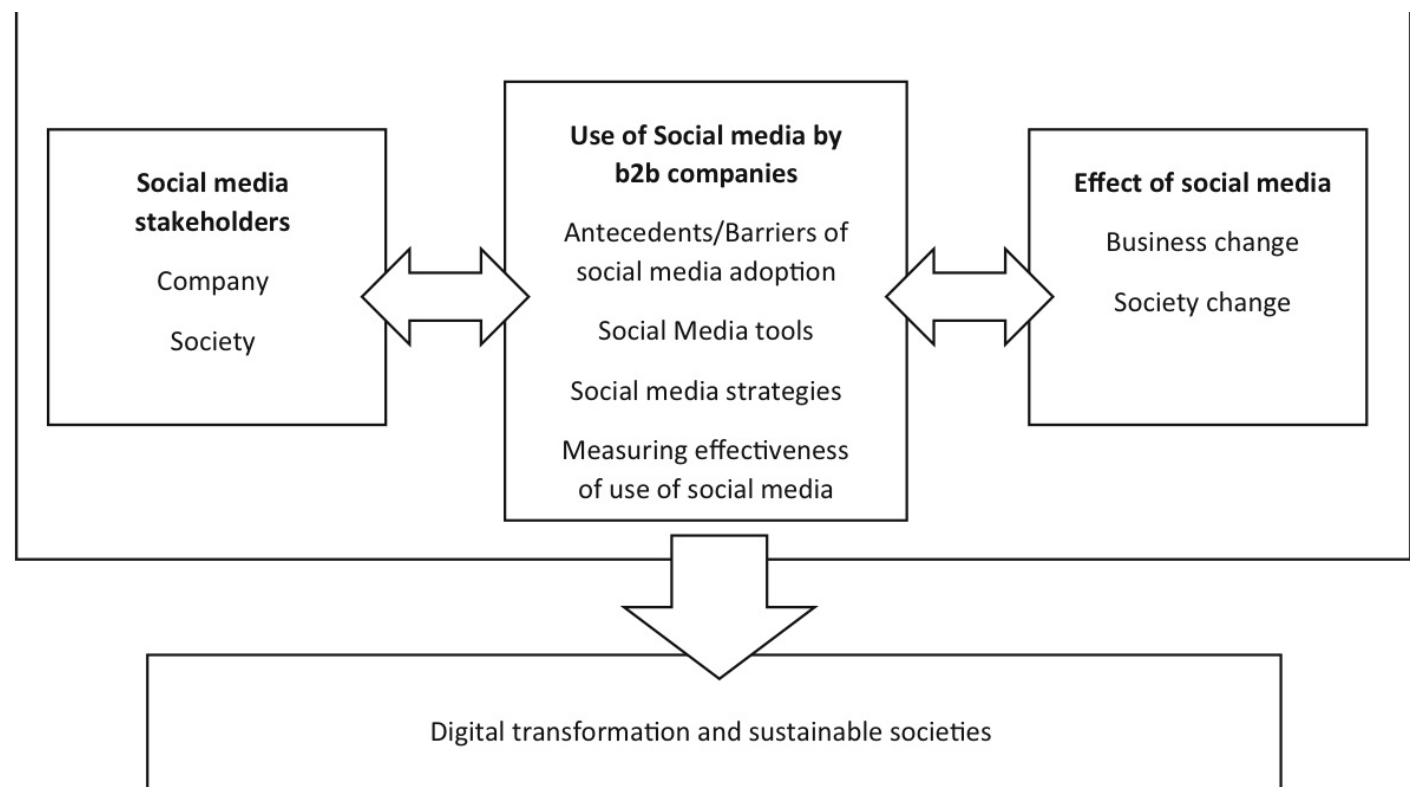 Social media
stakeholders
Company
Society
Use of Social media by
b2b companies
Antecedents/Barriers of
social media adoption
Social Media tools
Social media strategies
Measuring effectiveness
of use of social media
Effect of social media
Business change
Society change
Digital transformation and sustainable societies